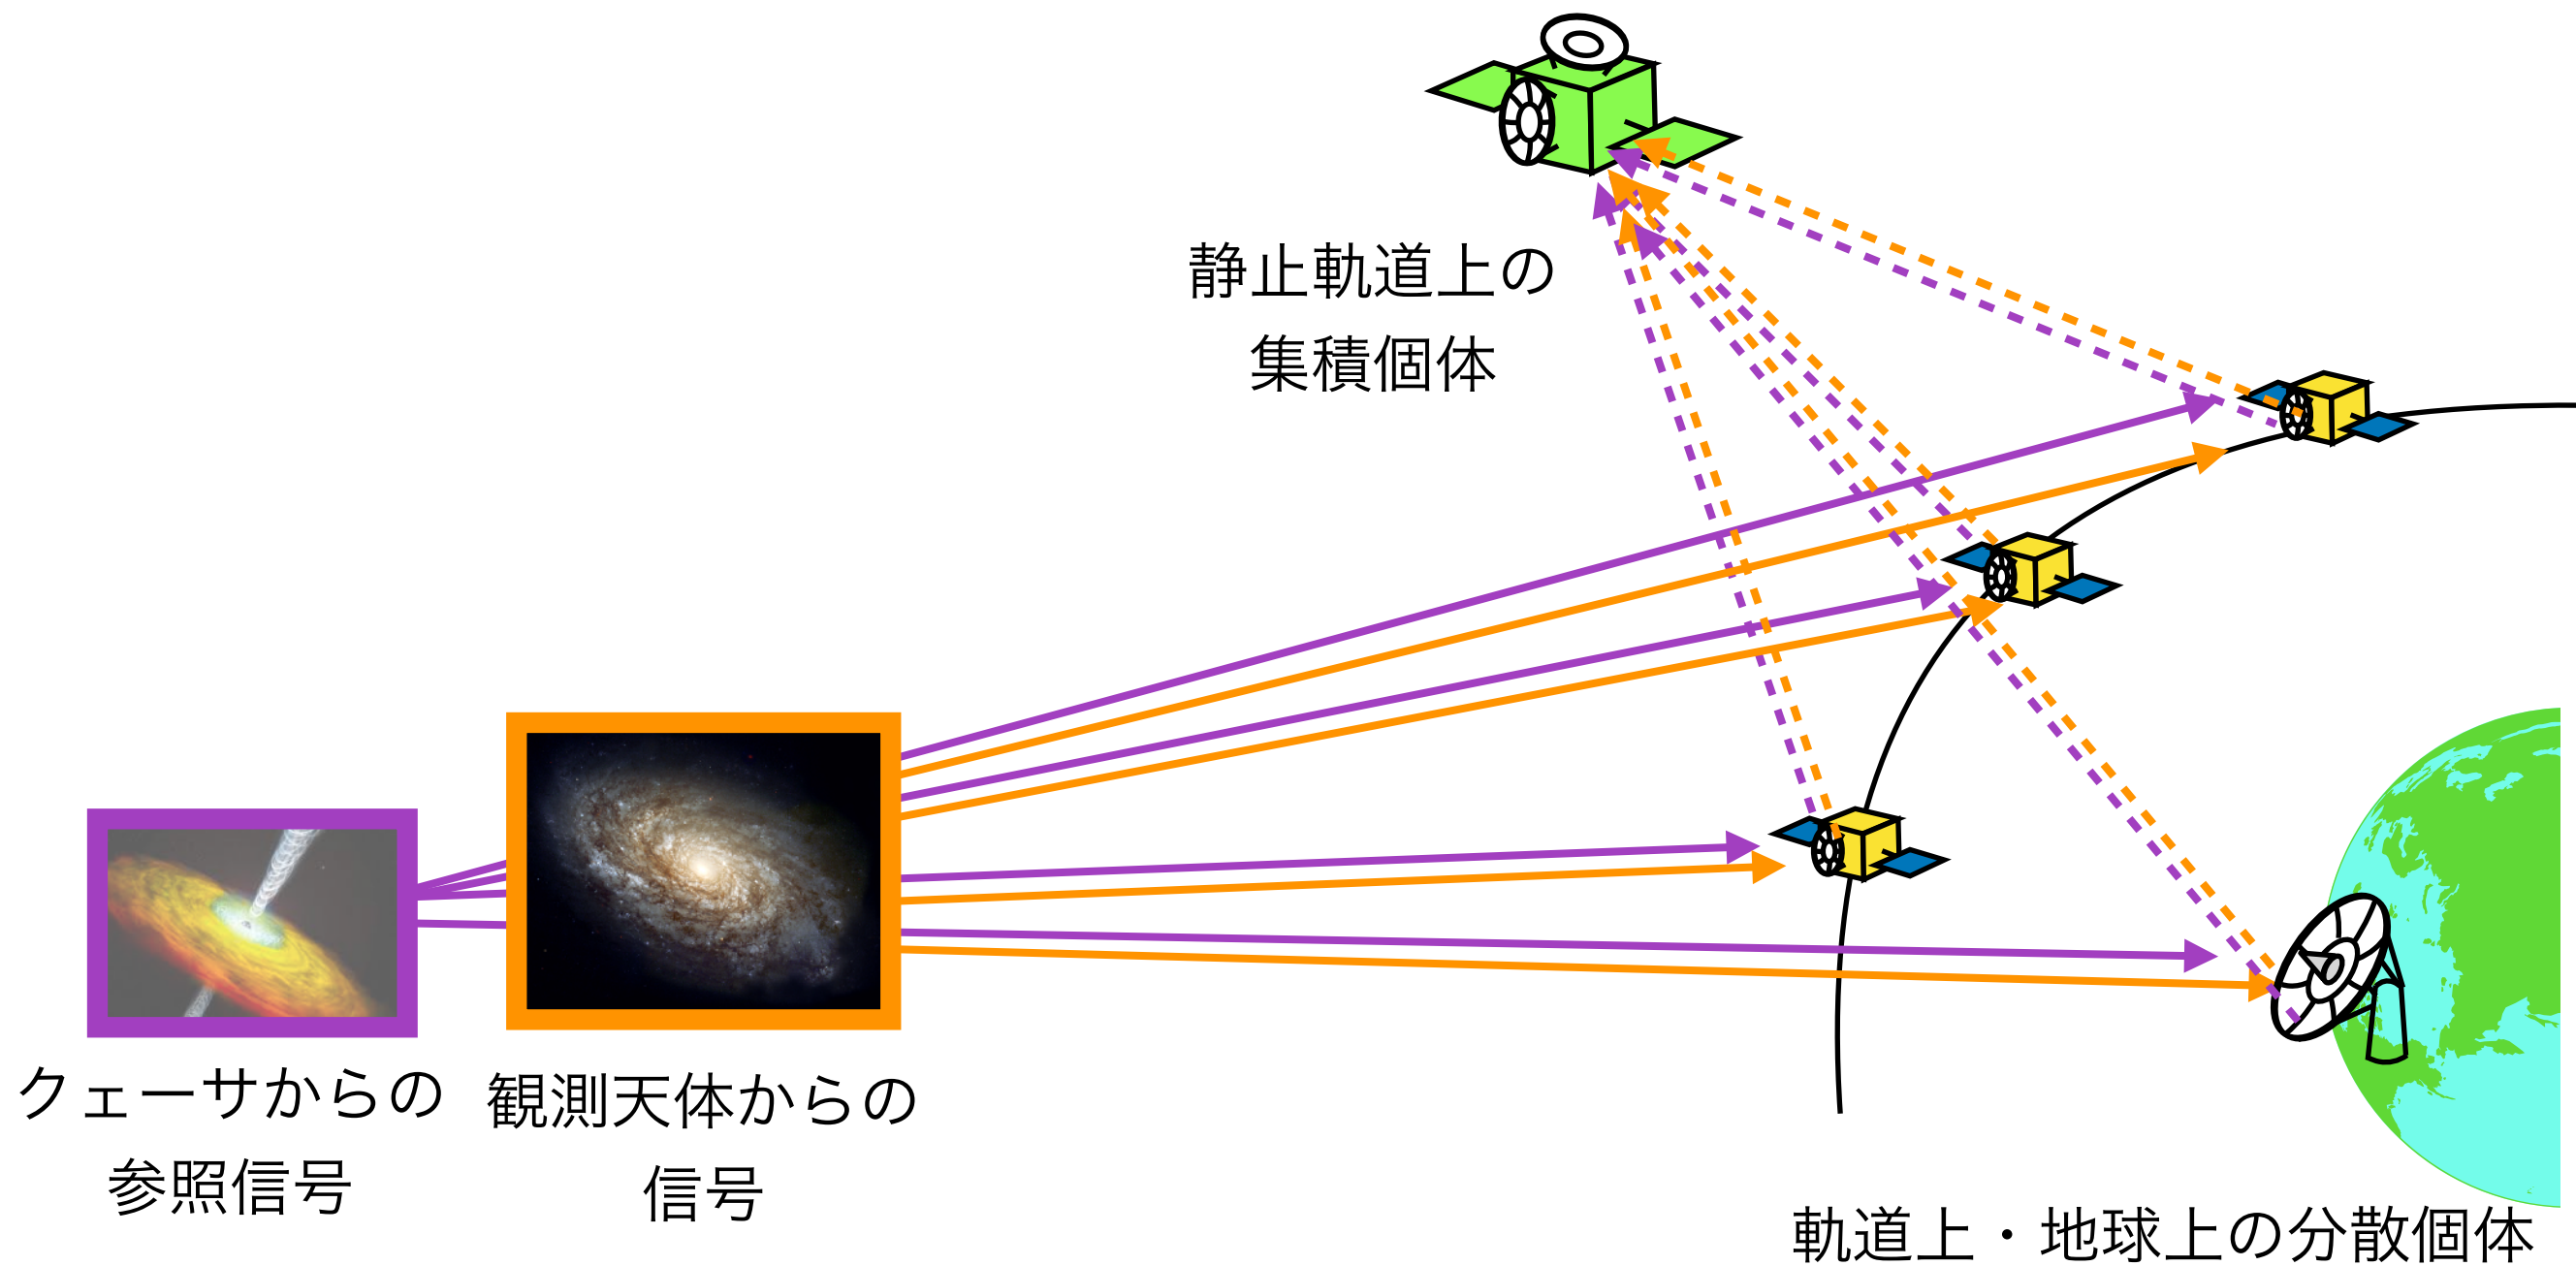 静止軌道上の
集積個体
クェーサからの
参照信号
観測天体からの
信号
軌道上・地球上の分散個体